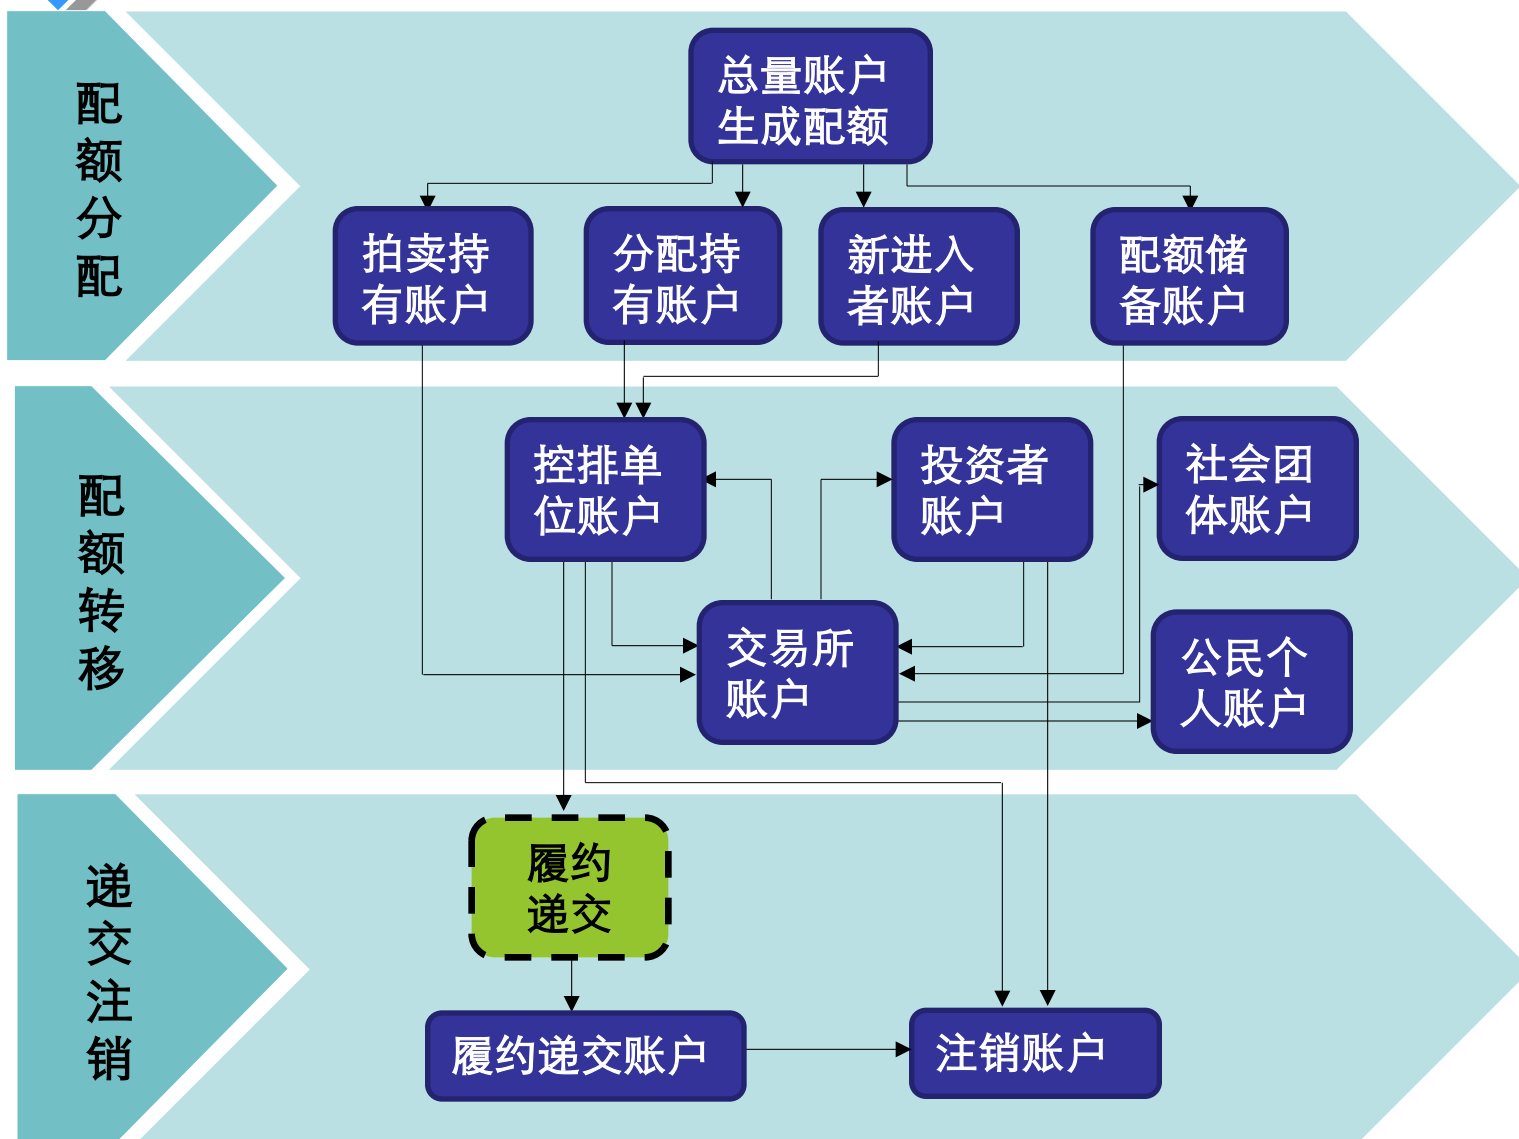 配额分配
总量账户
生成配额
拍卖持
有账户
分配持
有账户
新进入
者账户
配额储
备账户
配额转移
控排单
位账户
投资者
账户
社会团
体账户
交易所
账户
公民个
人账户
递交注销
履约
递交
履约递交账户
注销账户